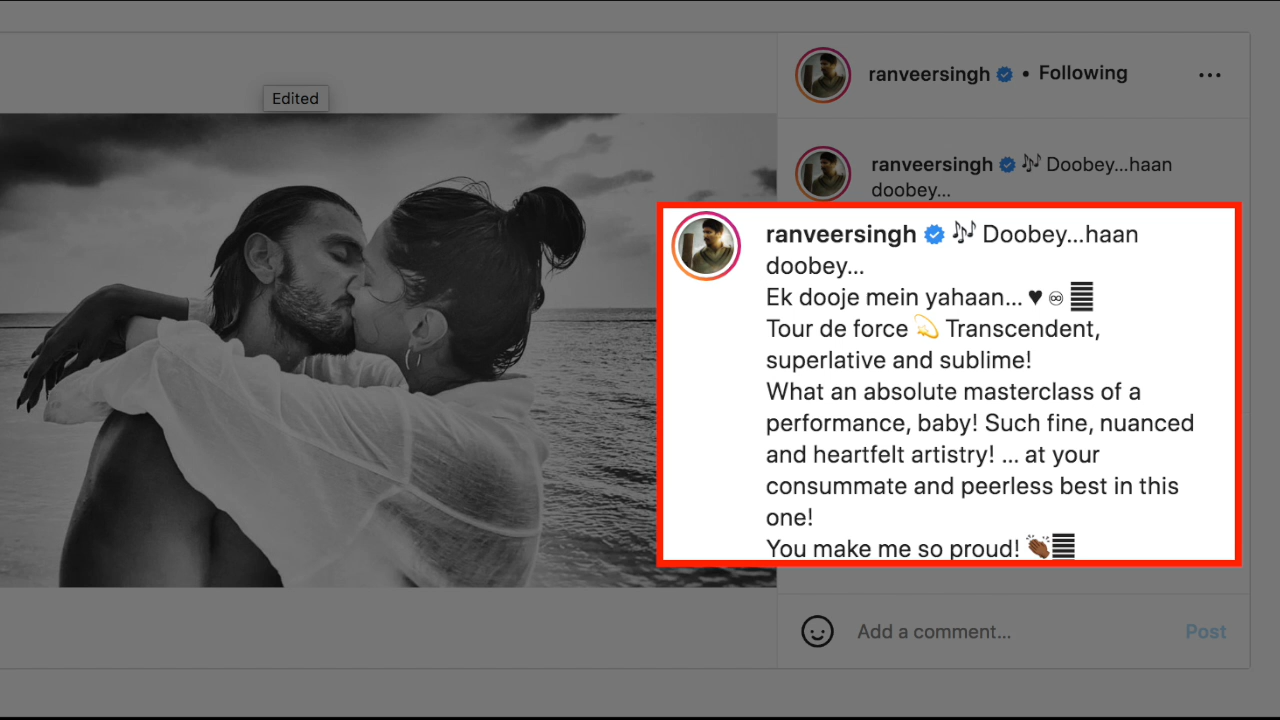 Edited
ranveersingh • Following
ranveersingh 🎶 Doobey...haan
doobey...
ranveersingh 🎶 Doobey...haan
doobey...
Ek dooje mein yahaan... ♥ ♾
Tour de force 💫 Transcendent,
superlative and sublime!
What an absolute masterclass of a
performance, baby! Such fine, nuanced
and heartfelt artistry! ... at your
consummate and peerless best in this
one!
You make me so proud! 👏🏾
Add a comment...
Post